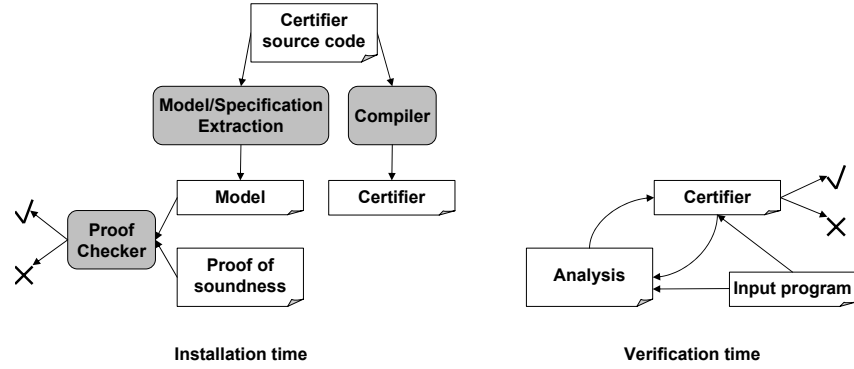 Certifier
source code
Model/Specification
Extraction
Compiler
Model
Certifier
Proof
Checker
Proof of
soundness
Installation time
Certifier
Analysis
Input program
Verification time